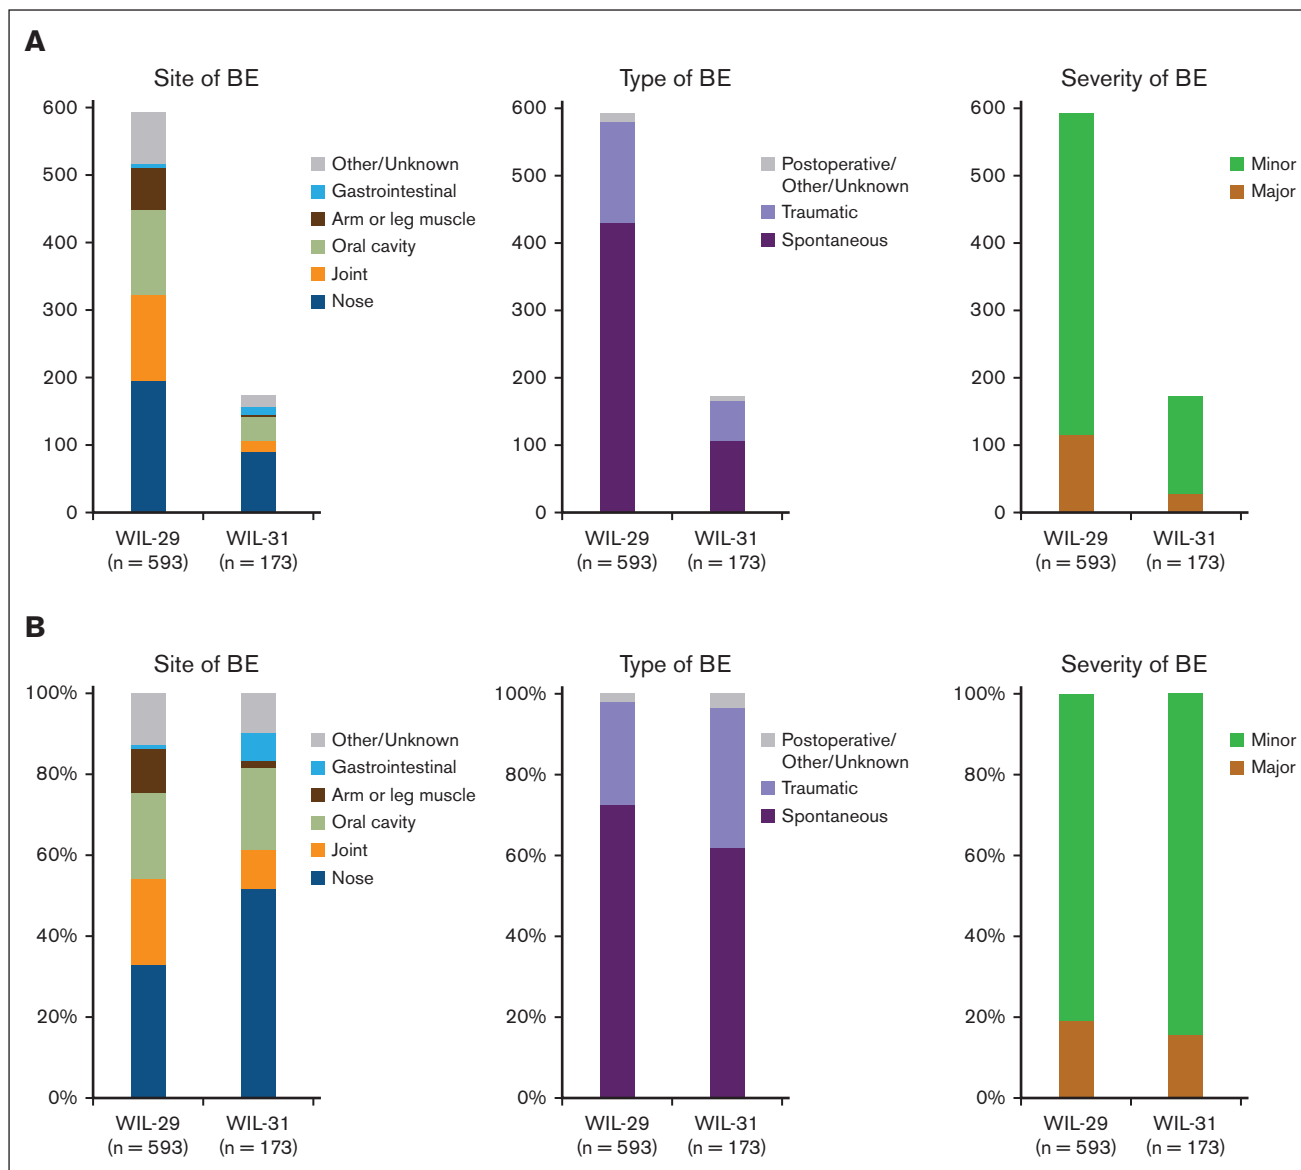 A
Site of BE
600
500
400
300
200
100
0
WIL-29
(n = 593)
WIL-31
(n = 173)
Other/Unknown
Gastrointestinal
Arm or leg muscle
Oral cavity
Joint
Nose
Type of BE
600
500
400
300
200
100
0
WIL-29
(n = 593)
WIL-31
(n = 173)
Postoperative/
Other/Unknown
Traumatic
Spontaneous
Severity of BE
600
500
400
300
200
100
0
WIL-29
(n = 593)
WIL-31
(n = 173)
Minor
Major
B
Site of BE
100%
80%
60%
40%
20%
0%
WIL-29
(n = 593)
WIL-31
(n = 173)
Other/Unknown
Gastrointestinal
Arm or leg muscle
Oral cavity
Joint
Nose
Type of BE
100%
80%
60%
40%
20%
0%
WIL-29
(n = 593)
WIL-31
(n = 173)
Postoperative/
Other/Unknown
Traumatic
Spontaneous
Severity of BE
100%
80%
60%
40%
20%
0%
WIL-29
(n = 593)
WIL-31
(n = 173)
Minor
Major